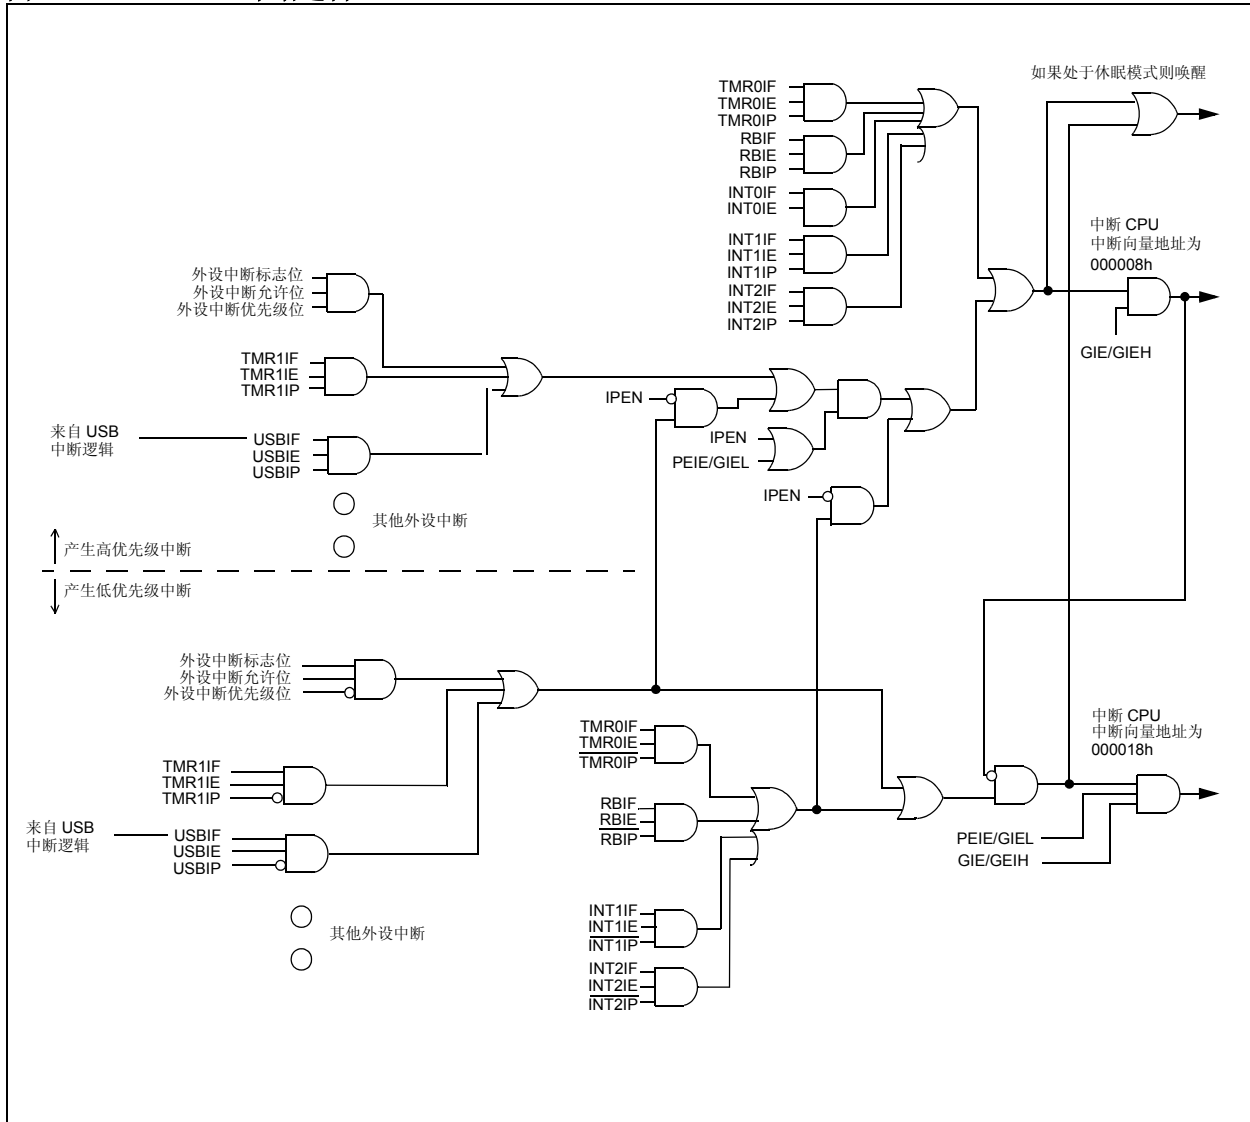 如果处于休眠模式则唤醒
TMR0IF
TMR0IE
TMR0IP
RBIF
RBIE
RBIP
INT0IF
INT0IE
INT1IF
INT1IE
INT1IP
INT2IF
INT2IE
INT2IP
中断 CPU
中断向量地址为
000008h
GIE/GIEH
外设中断标志位
外设中断允许位
外设中断优先级位
TMR1IF
TMR1IE
TMR1IP
来自 USB
中断逻辑
USBIF
USBIE
USBIP
其他外设中断
IPEN
IPEN
PEIE/GIEL
IPEN
产生高优先级中断
产生低优先级中断
外设中断标志位
外设中断允许位
外设中断优先级位
TMR1IF
TMR1IE
TMR1IP
来自 USB
中断逻辑
USBIF
USBIE
USBIP
其他外设中断
TMR0IF
TMR0IE
TMR0IP
RBIF
RBIE
RBIP
INT1IF
INT1IE
INT1IP
INT2IF
INT2IE
INT2IP
中断 CPU
中断向量地址为
000018h
PEIE/GIEL
GIE/GEIH